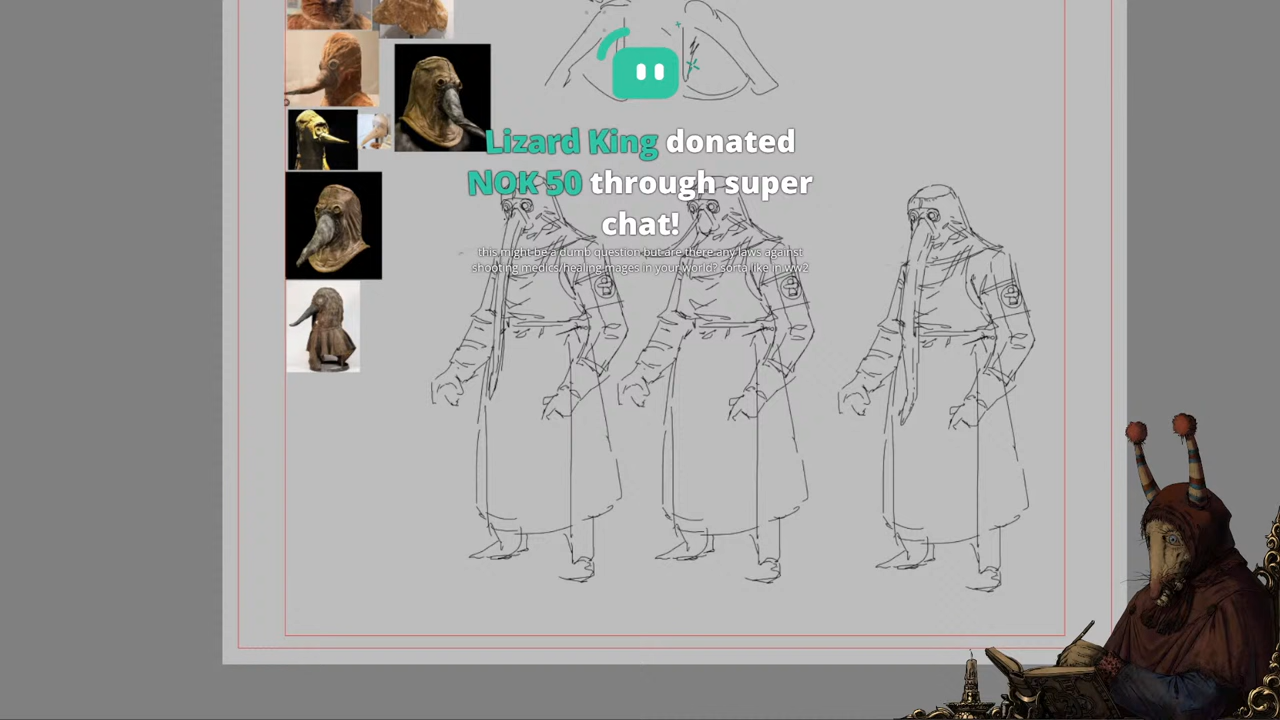 Lizard King donated
NOK 50 through super
chat!
this might be a dumb question but are there any laws against
shooting medics/healing mages in your world? sorta like in ww2